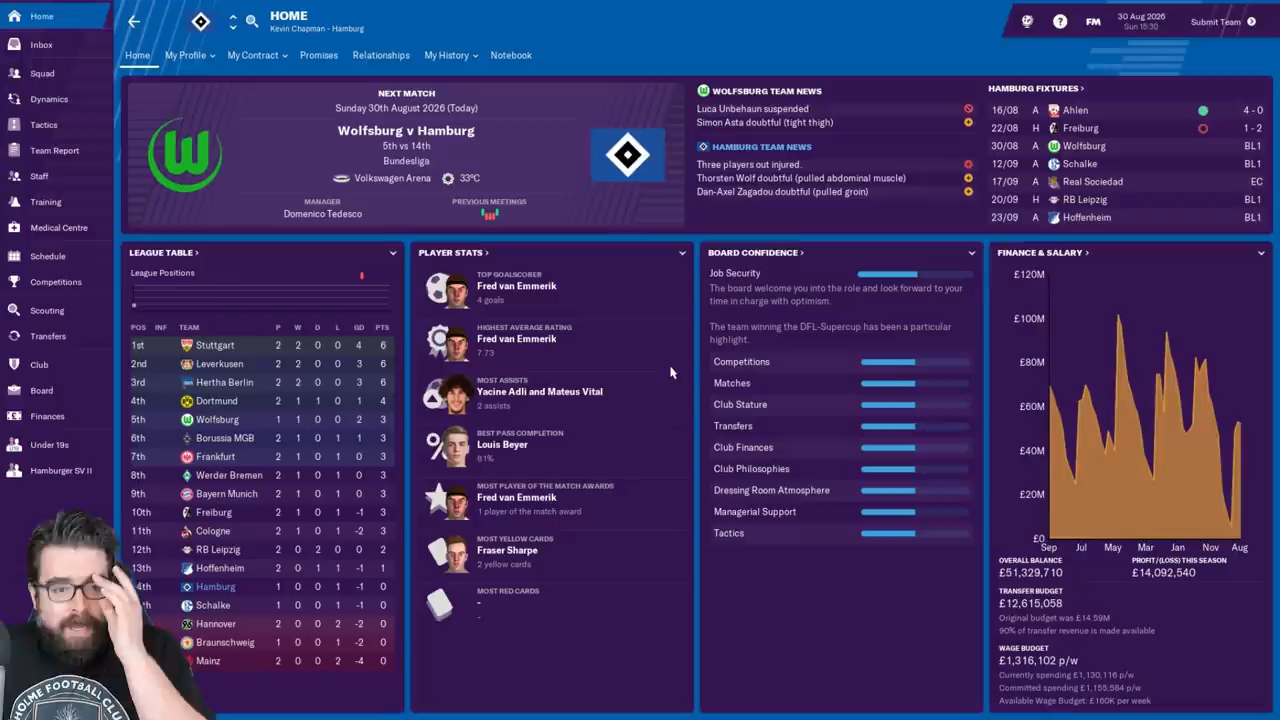 Home
HOME
Kevin Chapman - Hamburg
FM
30 Aug 2026
Sun 15:30
Submit Team
Inbox
Squad
Dynamics
Tactics
Team Report
Staff
Training
Medical Centre
Schedule
Competitions
Scouting
Transfers
Club
Board
Finances
Under 19s
Hamburger SV II
Home
My Profile
My Contract
Promises
Relationships
My History
Notebook
NEXT MATCH
Sunday 30th August 2026 (Today)
Wolfsburg v Hamburg
5th vs 14th
Bundesliga
Volkswagen Arena 33ºC
MANAGER
Domenico Tedesco
PREVIOUS MEETINGS
WOLFSBURG TEAM NEWS
Luca Unbehaun suspended
Simon Asta doubtful (tight thigh)
HAMBURG TEAM NEWS
Three players out injured.
Thorsten Wolf doubtful (pulled abdominal muscle)
Dan-Axel Zagadou doubtful (pulled groin)
HAMBURG FIXTURES >
16/08 A Ahlen 4 - 0
22/08 H Freiburg 1 - 2
30/08 A Wolfsburg BL1
12/09 A Schalke BL1
17/09 A Real Sociedad EC
20/09 H RB Leipzig BL1
23/09 A Hoffenheim BL1
LEAGUE TABLE >
League Positions
POS INF TEAM P W D L GD PTS
1st Stuttgart 2 2 0 0 4 6
2nd Leverkusen 2 2 0 0 3 6
3rd Hertha Berlin 2 2 0 0 3 6
4th Dortmund 2 1 1 0 1 4
5th Wolfsburg 2 1 0 1 2 3
6th Borussia MGB 2 1 0 1 1 3
7th Frankfurt 2 1 0 1 0 3
8th Werder Bremen 2 1 0 1 0 3
9th Bayern Munich 2 1 0 1 0 3
10th Freiburg 2 1 0 1 -1 3
11th Cologne 2 1 0 1 -2 3
12th RB Leipzig 2 0 2 0 0 2
13th Hoffenheim 2 0 1 1 -1 1
4th Hamburg 1 0 0 1 -1 0
th Schalke 1 0 0 1 -1 0
Hannover 2 0 0 2 -2 0
Braunschweig 1 0 0 1 -2 0
Mainz 2 0 0 2 -4 0
PLAYER STATS >
TOP GOALSCORER
Fred van Emmerik
4 goals
HIGHEST AVERAGE RATING
Fred van Emmerik
7.73
MOST ASSISTS
Yacine Adli and Mateus Vital
2 assists
BEST PASS COMPLETION
Louis Beyer
81%
MOST PLAYER OF THE MATCH AWARDS
Fred van Emmerik
1 player of the match award
MOST YELLOW CARDS
Fraser Sharpe
2 yellow cards
MOST RED CARDS
-
-
BOARD CONFIDENCE >
Job Security
The board welcome you into the role and look forward to your
time in charge with optimism.
The team winning the DFL-Supercup has been a particular
highlight.
Competitions
Matches
Club Stature
Transfers
Club Finances
Club Philosophies
Dressing Room Atmosphere
Managerial Support
Tactics
FINANCE & SALARY >
£120M
£100M
£80M
£60M
£40M
£20M
£0
Sep Jul May Mar Jan Nov Aug
OVERALL BALANCE
£51,329,710
PROFIT/(LOSS) THIS SEASON
£14,092,540
TRANSFER BUDGET
£12,615,058
Original budget was £14.59M
90% of transfer revenue is made available
WAGE BUDGET
£1,316,102 p/w
Currently spending £1,130,116 p/w
Committed spending £1,155,584 p/w
Available Wage Budget: £160K per week
HOLME FOOTBALL CLUB